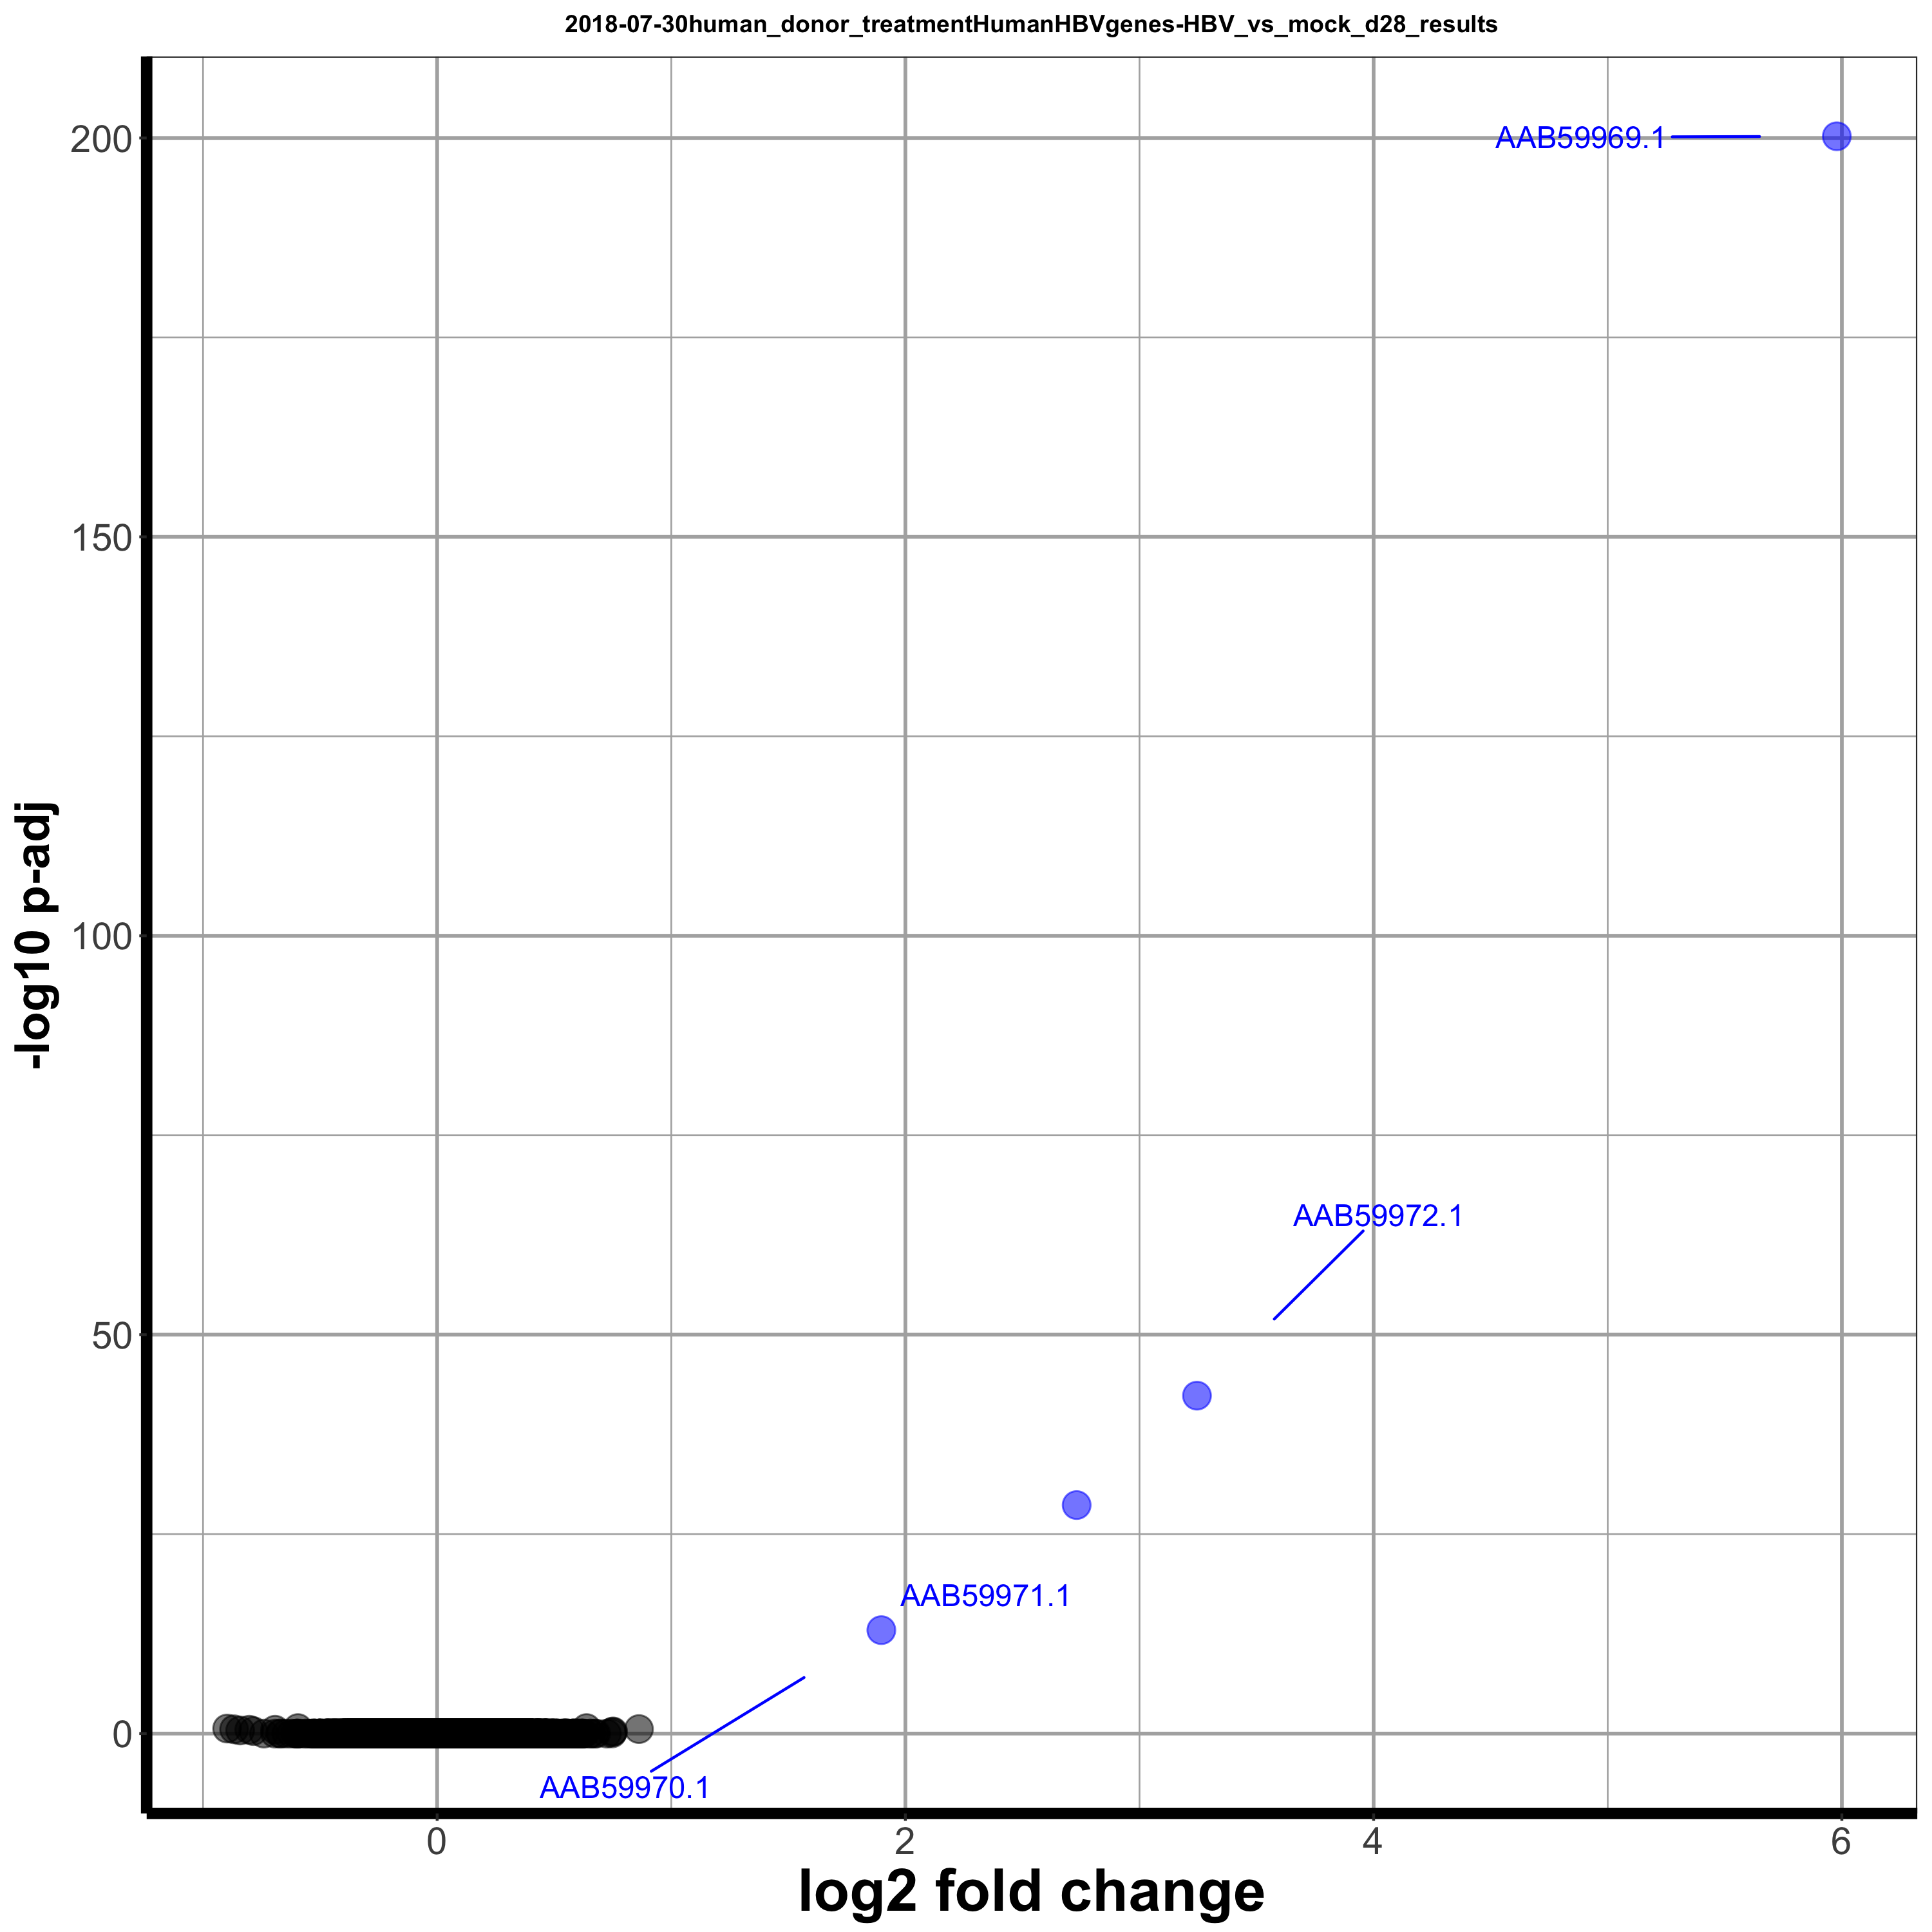 2018-07-30human_donor_treatmentHumanHBVgenes-HBV_vs_mock_d28_results
200
AAB59969.1
150
-log10 p-adj
100
AAB59972.1
50
AAB59971.1
0
AAB59970.1
0 2 4 6
log2 fold change